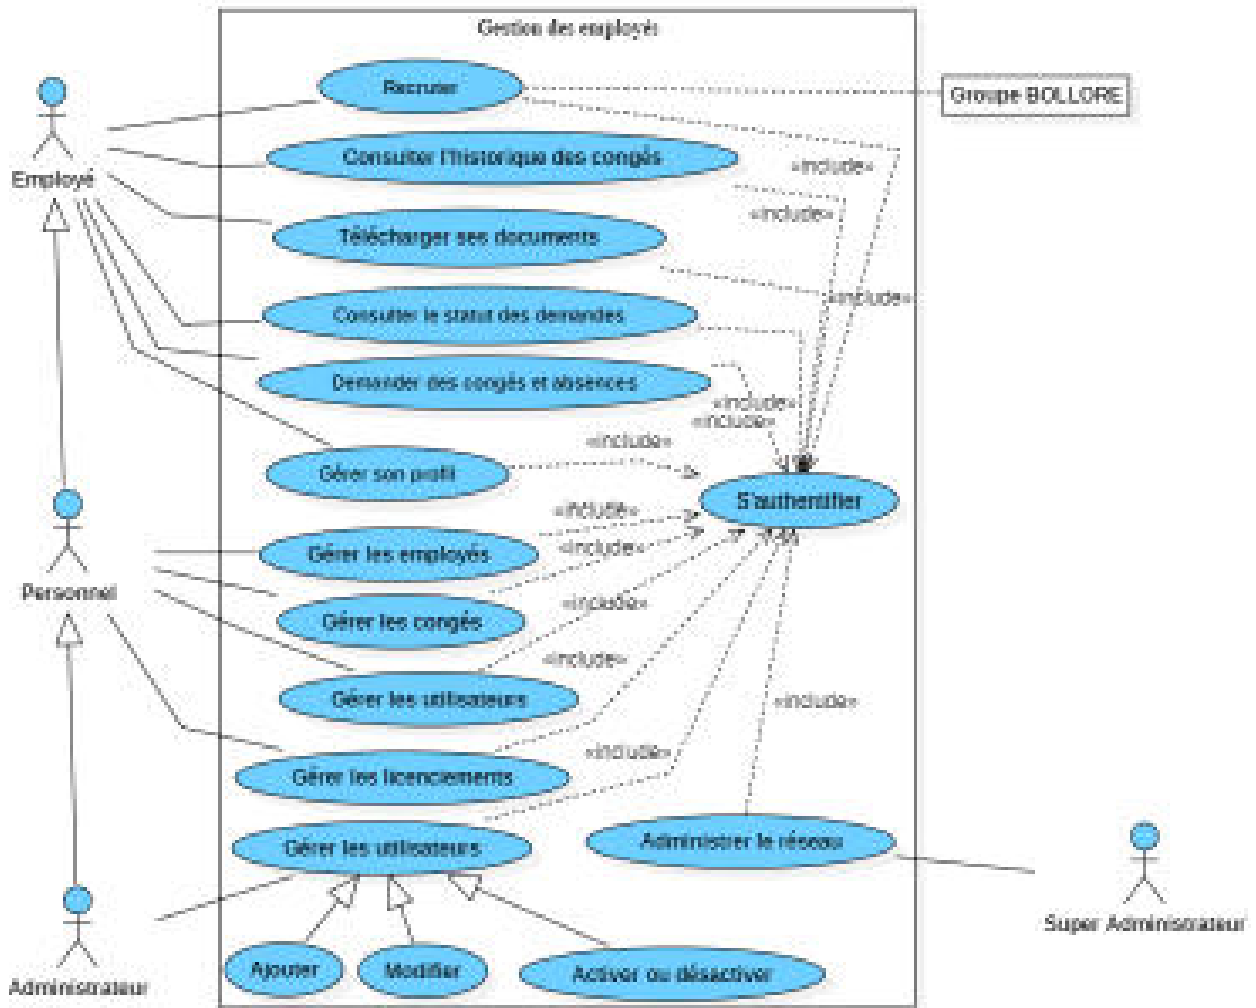 Gestion des employés
Recruter
Groupe BOLLORE
Consulter l'historique des congés
«include»
Employé
«include»
Télécharger ses documents
«include»
Consulter le statut des demandes
Demander des congés et absences
«include»
«include»
«include»
Gérer son profil
S'authentifier
«include»
Gérer les employés
«include»
Personnel
«include»
Gérer les congés
«include»
Gérer les utilisateurs
«include»
«include»
Gérer les licenciements
Gérer les utilisateurs
Administrer le réseau
Super Administrateur
Ajouter
Modifier
Activer ou désactiver
Administrateur